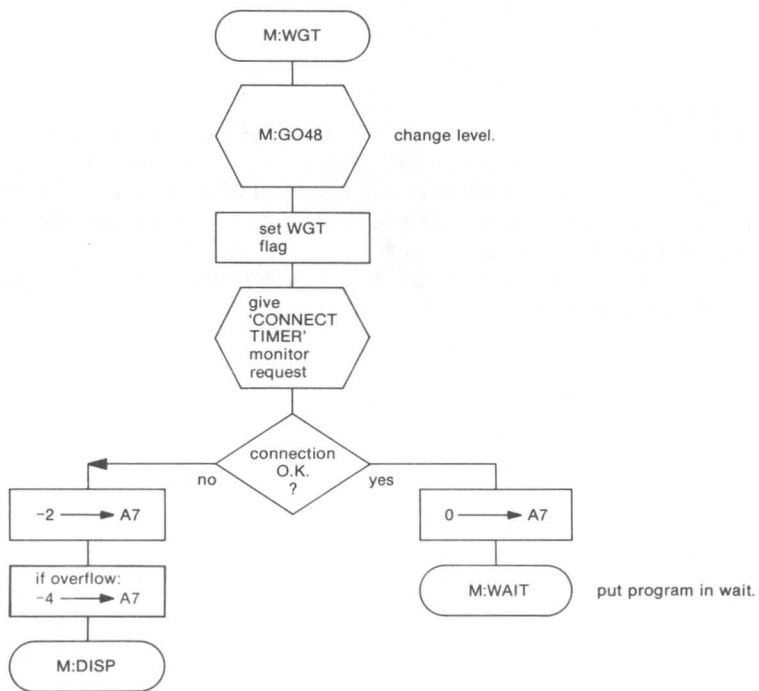 M:WGT
M:GO48
change level.
set WGT
flag
give
'CONNECT
TIMER'
monitor
request
connection
O.K.
?
no
yes
-2 → A7
0 → A7
if overflow:
-4 → A7
M:WAIT
put program in wait.
M:DISP